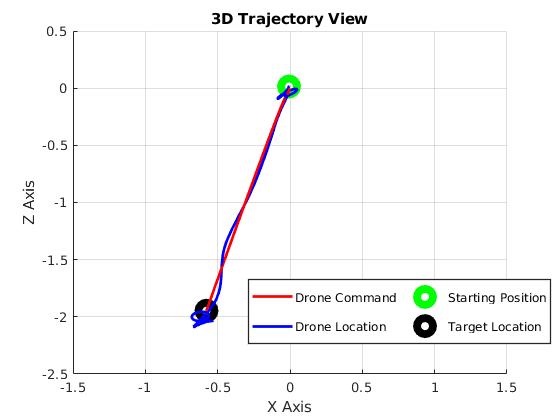 3D Trajectory View
0.5
0
-0.5
-1
-1.5
-2
-2.5
Z Axis
Drone Command
Starting Position
Drone Location
Target Location
-1.5
-1
-0.5
0
0.5
1
1.5
X Axis